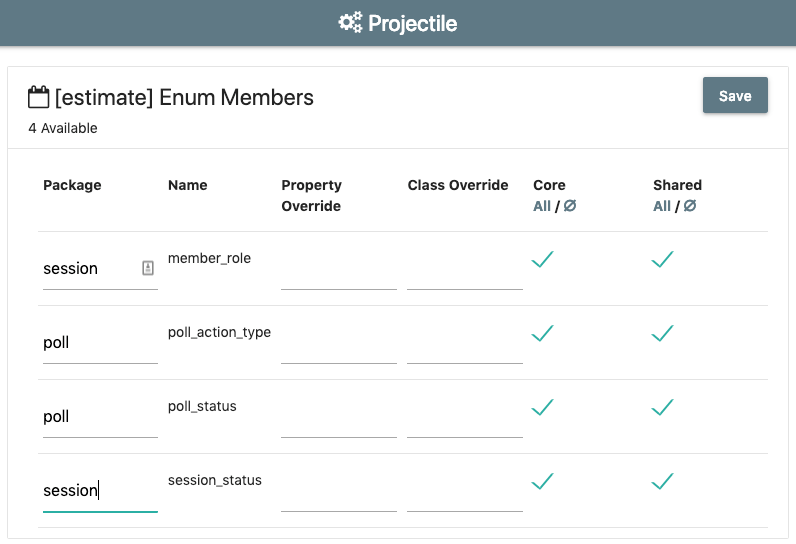 Projectile
[estimate] Enum Members
Save
4 Available
Package Name Property Override Class Override Core Shared
All / Ø All / Ø
session member_role
poll poll_action_type
poll poll_status
session session_status